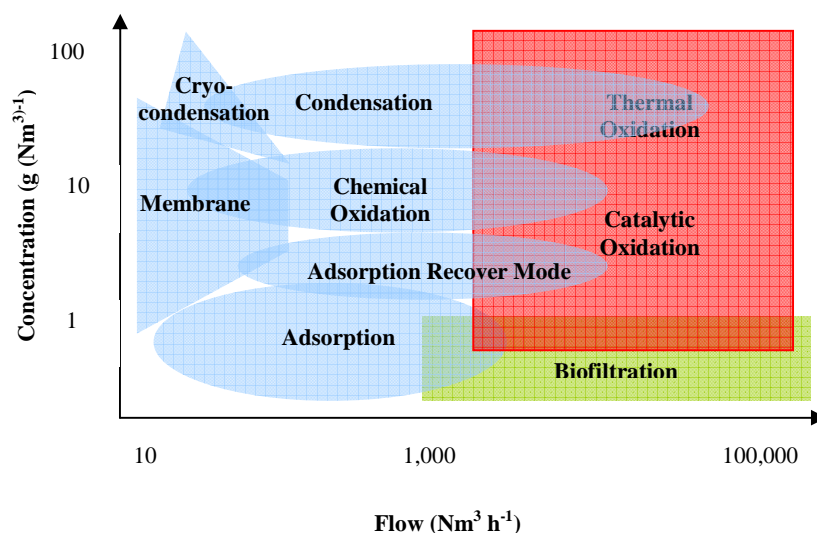 100
Cryo-
condensation
Condensation
Thermal
Oxidation
10
Chemical
Oxidation
Membrane
Catalytic
Oxidation
Adsorption Recover Mode
1
Adsorption
Biofiltration
Concentration (g (Nm³)⁻¹)
10 1,000 100,000
Flow (Nm³ h⁻¹)